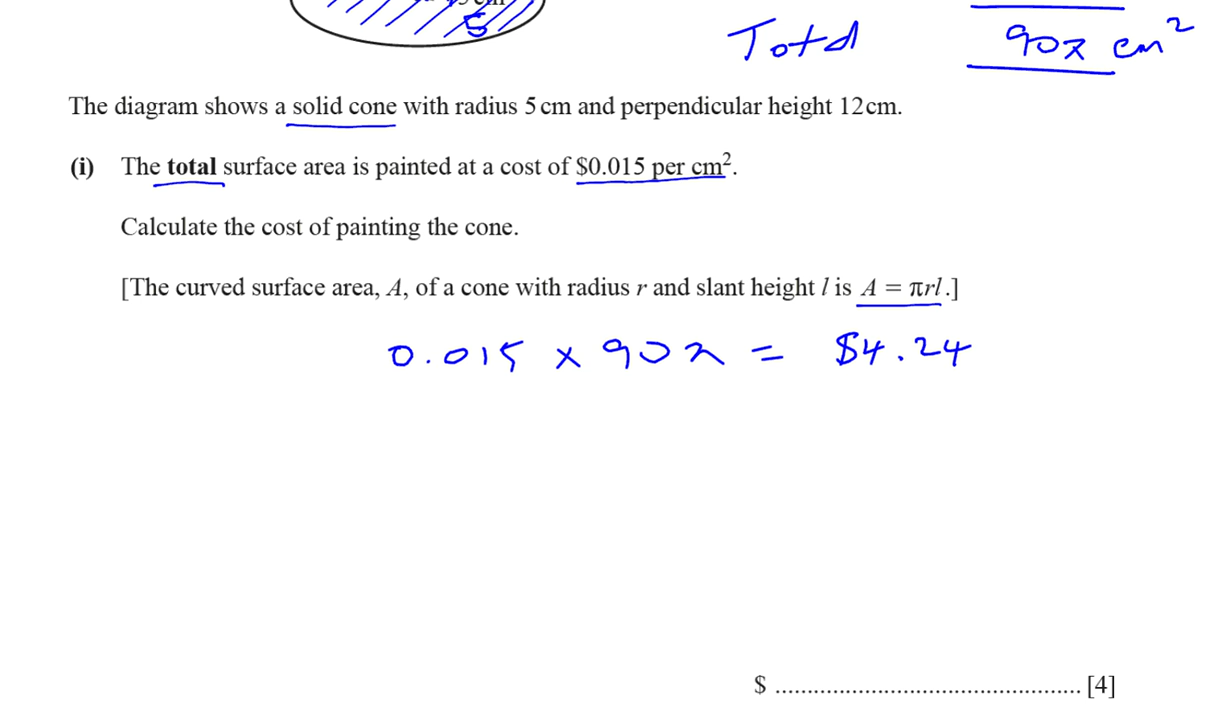 5
Total 90π cm²
The diagram shows a solid cone with radius 5 cm and perpendicular height 12 cm.
(i) The total surface area is painted at a cost of $0.015 per cm².
Calculate the cost of painting the cone.
[The curved surface area, A, of a cone with radius r and slant height l is A = πrl.]
0.015 × 90π = $4.24
$ ................................................ [4]